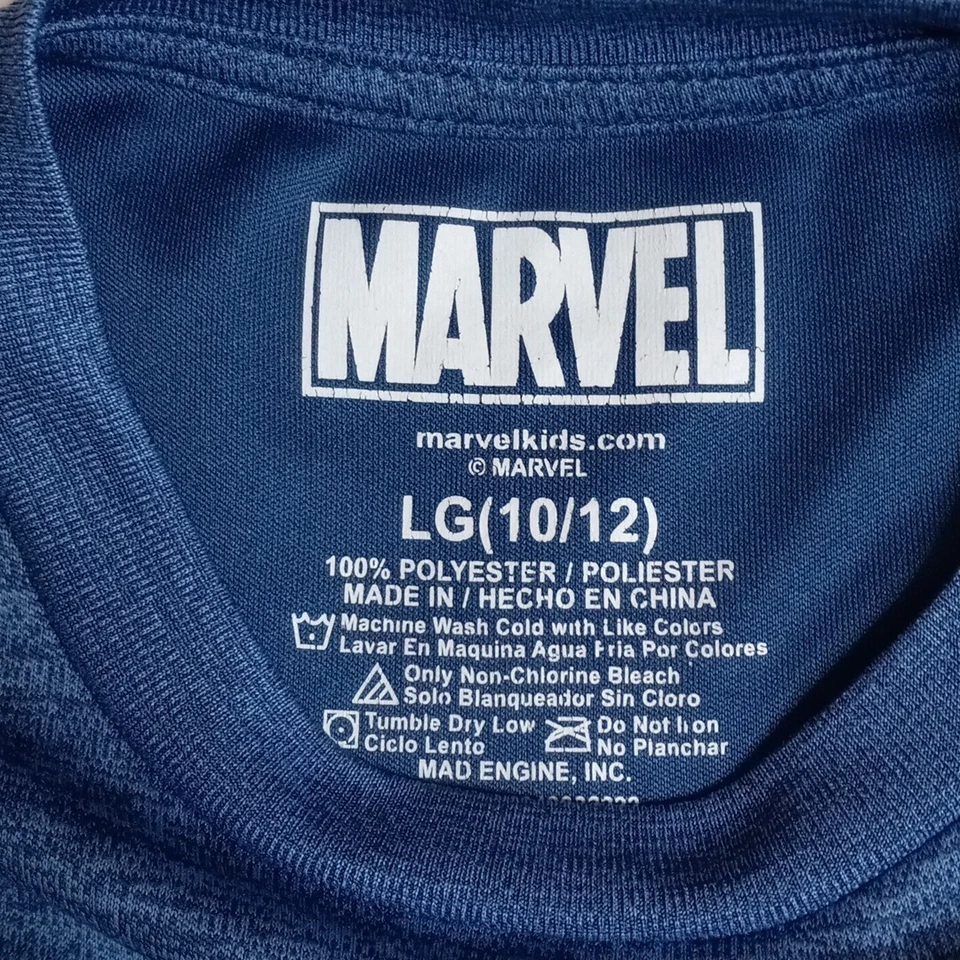 MARVEL
marvelkids.com
© MARVEL
LG(10/12)
100% POLYESTER / POLIESTER
MADE IN / HECHO EN CHINA
Machine Wash Cold with Like Colors
Lavar En Maquina Agua Fria Por Colores
Only Non-Chlorine Bleach
Solo Blanqueador Sin Cloro
Tumble Dry Low
Ciclo Lento
Do Not Iron
No Planchar
MAD ENGINE, INC.